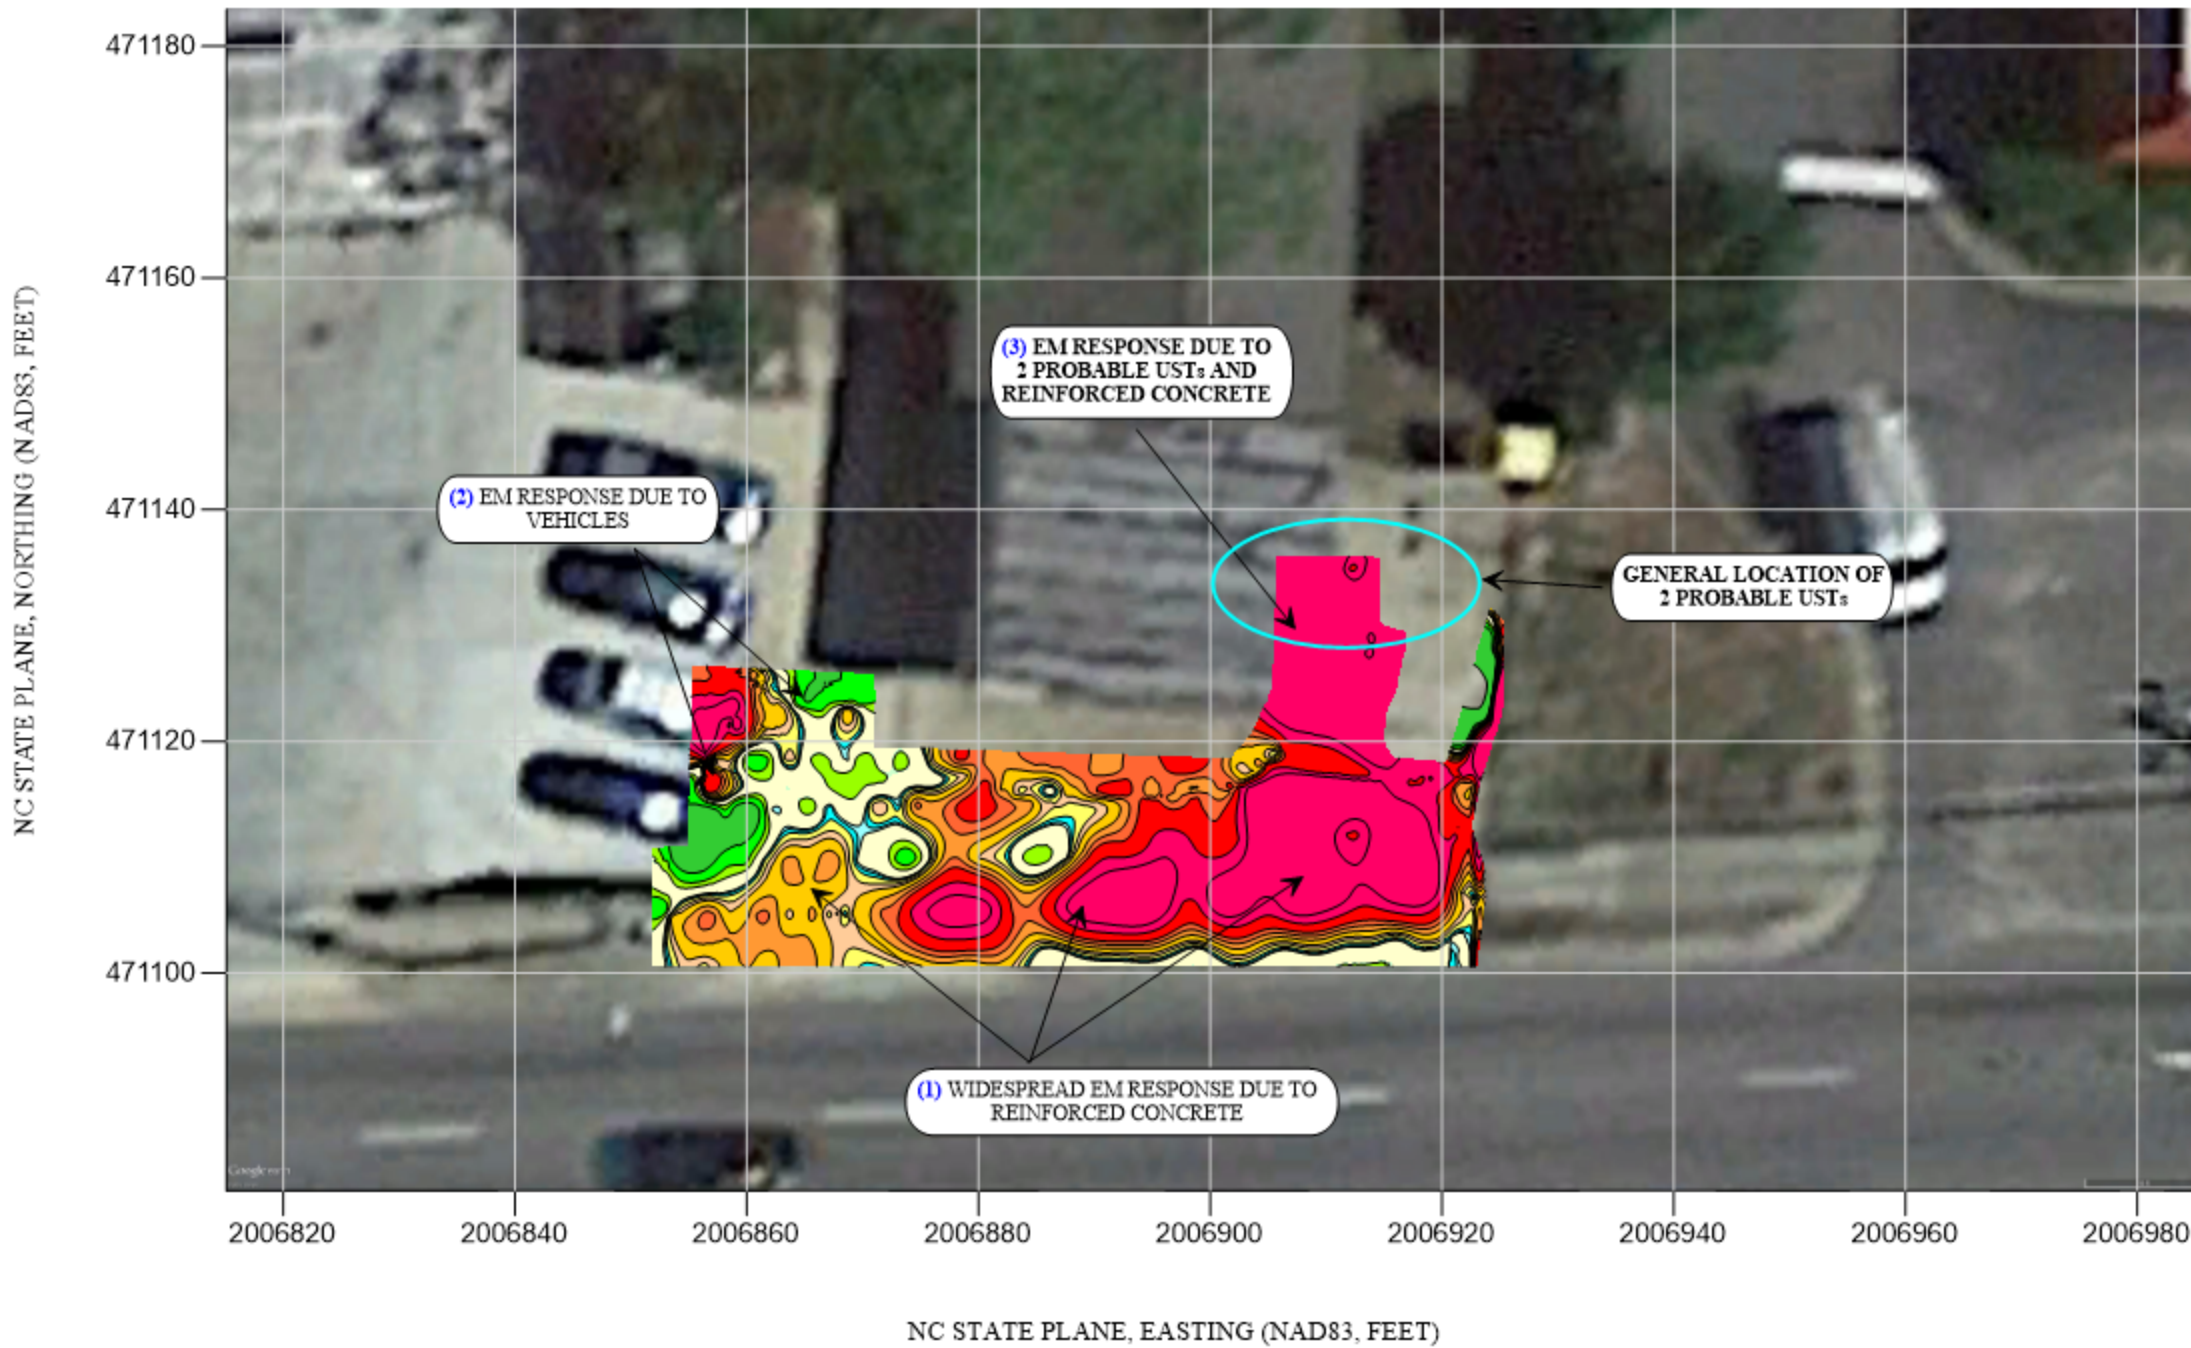 471180
471160
471140
471120
471100
NC STATE PLANE, NORTHING (NAD83, FEET)
(3) EM RESPONSE DUE TO
2 PROBABLE USTs AND
REINFORCED CONCRETE
(2) EM RESPONSE DUE TO
VEHICLES
GENERAL LOCATION OF
2 PROBABLE USTs
(1) WIDESPREAD EM RESPONSE DUE TO
REINFORCED CONCRETE
Google
2006820
2006840
2006860
2006880
2006900
2006920
2006940
2006960
2006980
NC STATE PLANE, EASTING (NAD83, FEET)